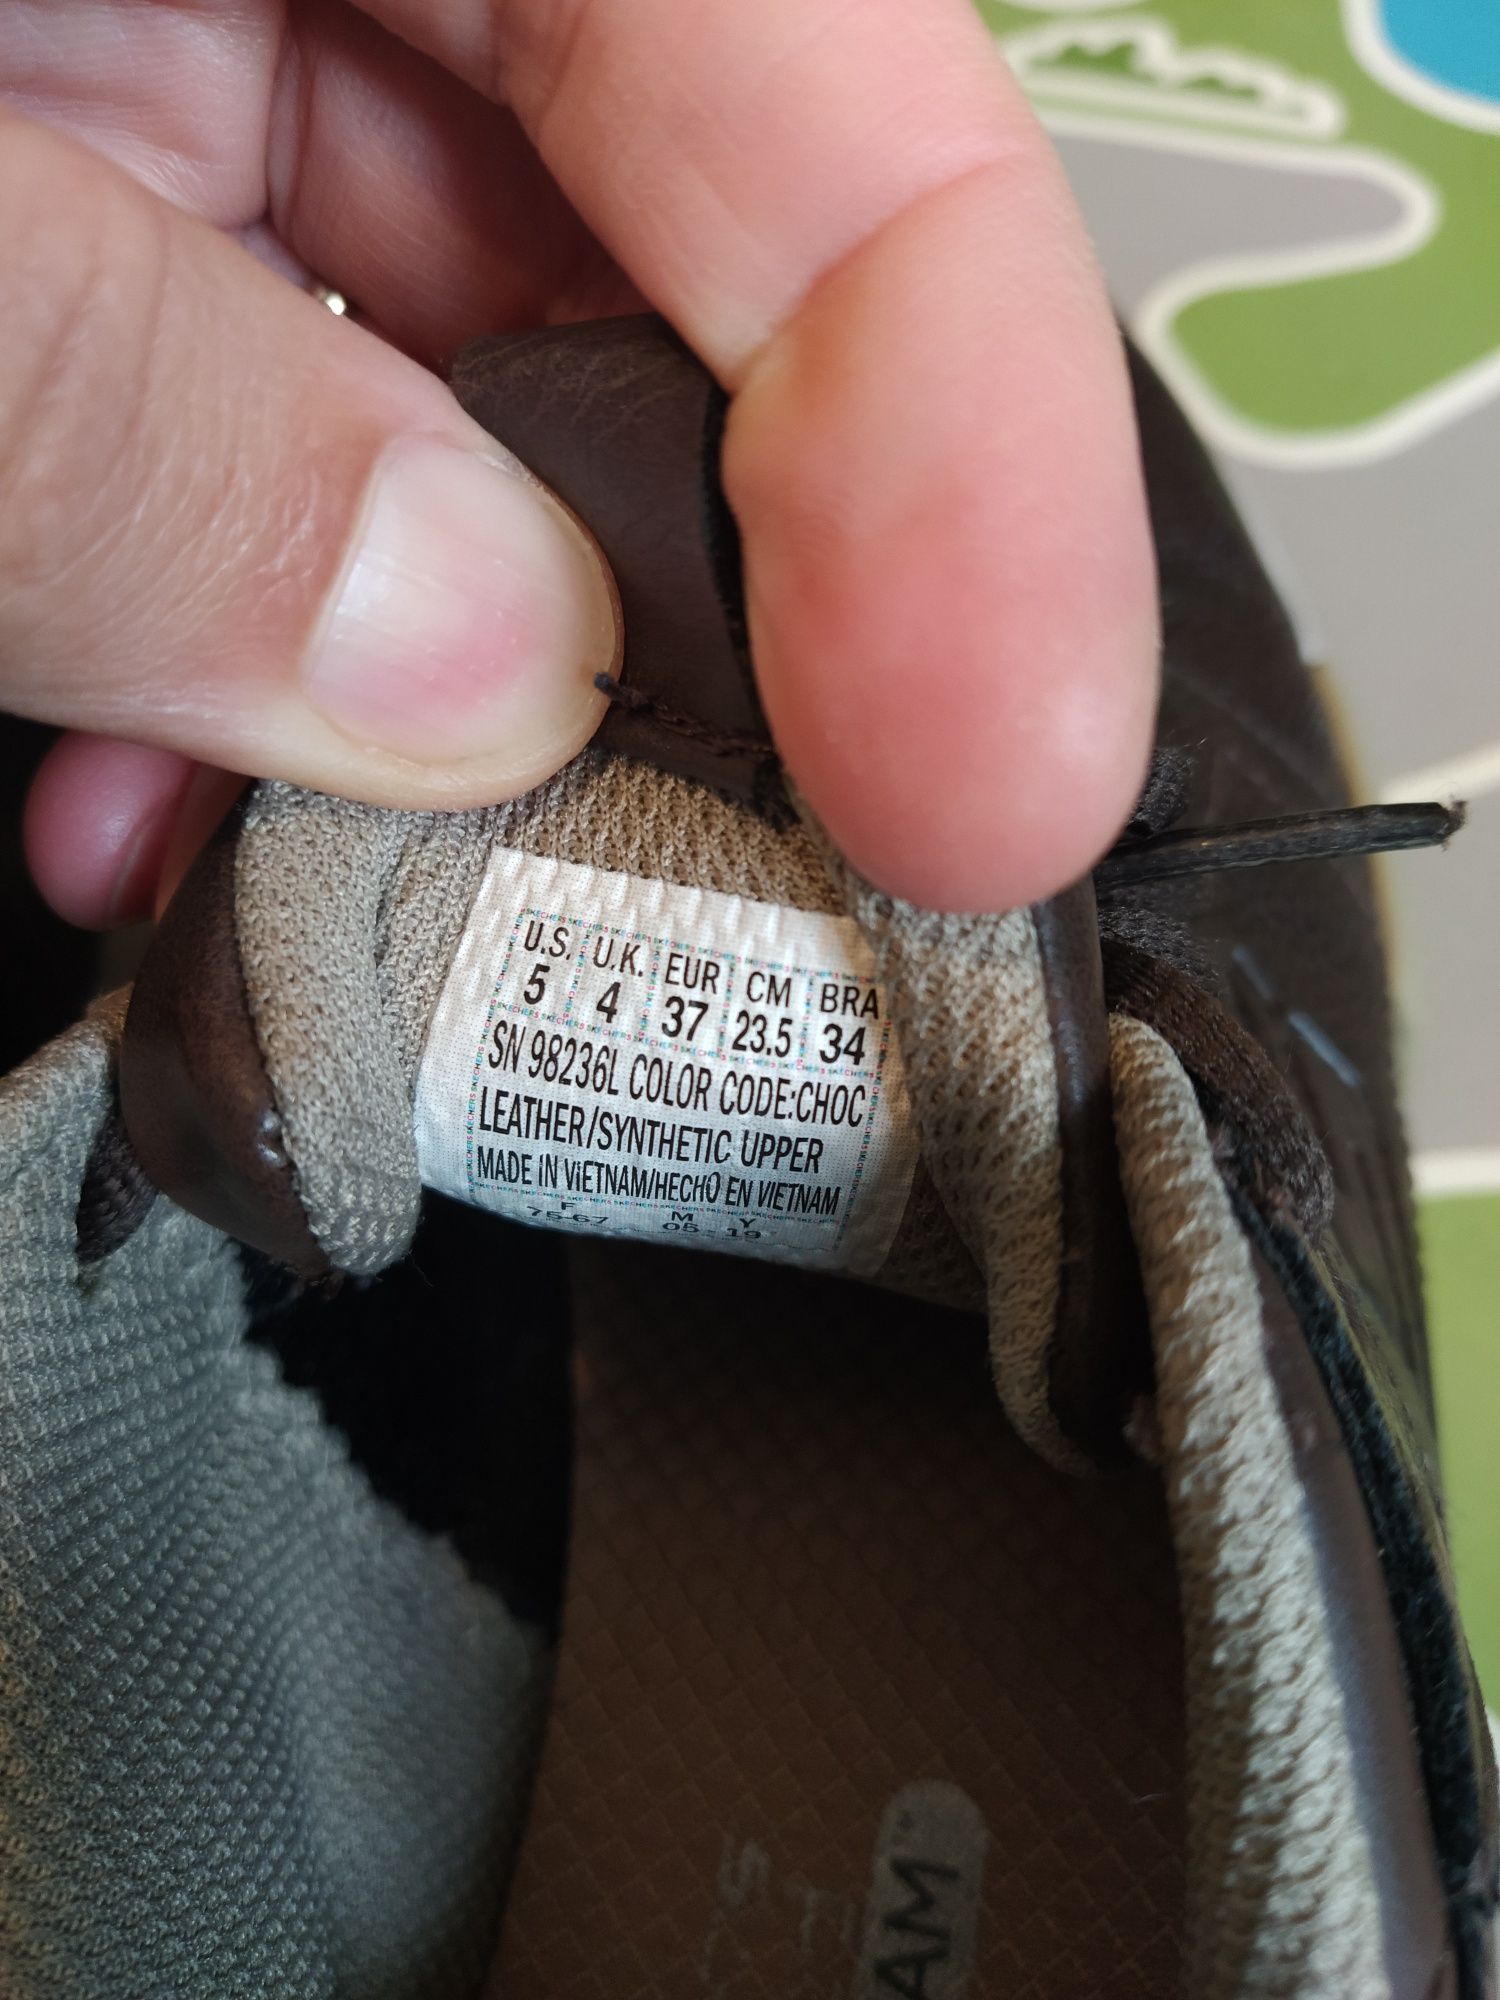 U.S. U.K. EUR CM BRA
5 4 37 23.5 34
SN 98236L COLOR CODE:CHOC
LEATHER/SYNTHETIC UPPER
MADE IN VIETNAM/HECHO EN VIETNAM
F M Y
75-67 05 - 19